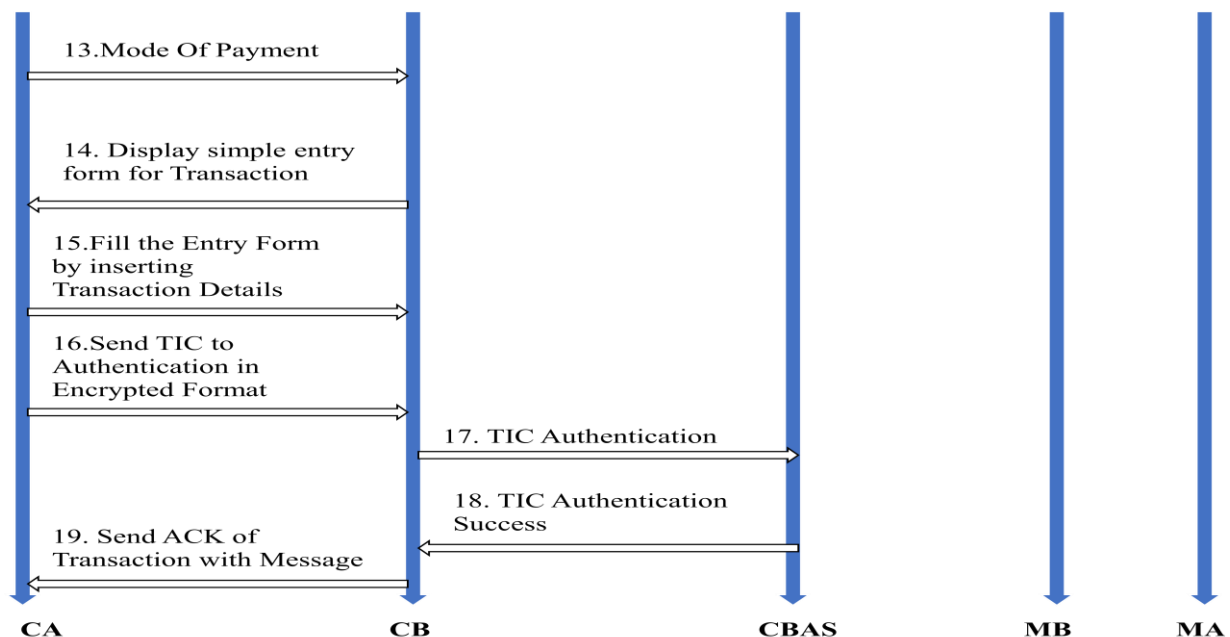 13.Mode Of Payment
14. Display simple entry
form for Transaction
15.Fill the Entry Form
by inserting
Transaction Details
16.Send TIC to
Authentication in
Encrypted Format
17. TIC Authentication
18. TIC Authentication
Success
19. Send ACK of
Transaction with Message
CA CB CBAS MB MA